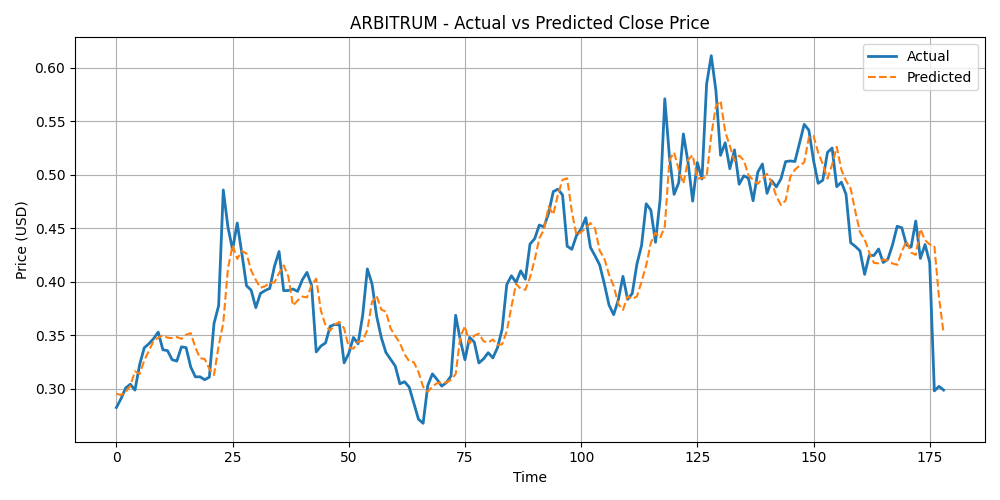 ARBITRUM - Actual vs Predicted Close Price
Actual
Predicted
Price (USD)
0.60
0.55
0.50
0.45
0.40
0.35
0.30
0 25 50 75 100 125 150 175
Time